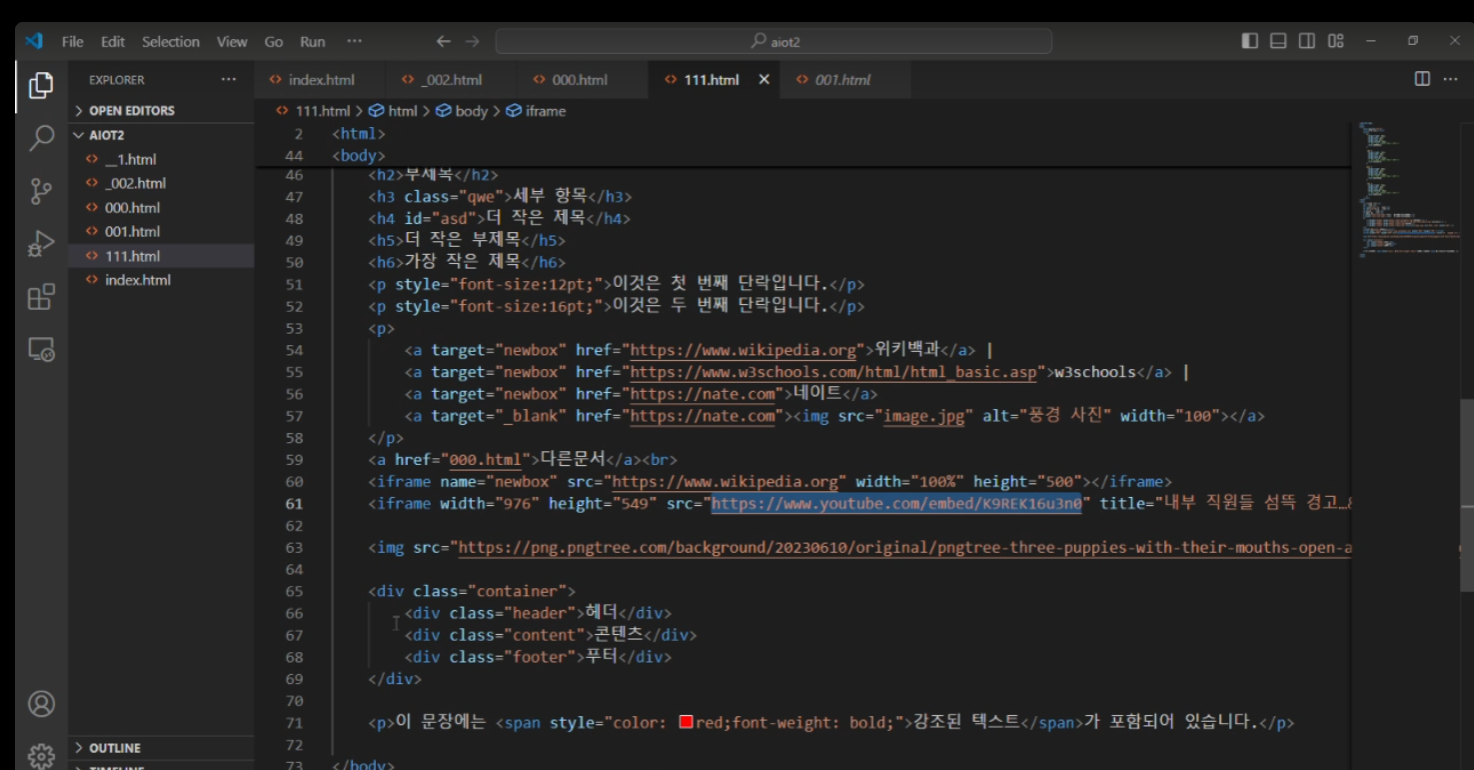 File Edit Selection View Go Run ··· ← → aiot2
EXPLORER ···
index.html _002.html 000.html 111.html × 001.html ···
> OPEN EDITORS
AIOT2
__1.html
_002.html
000.html
001.html
111.html
index.html
> OUTLINE
> TIMELINE
111.html > html > body > iframe
2 <html>
44 <body>
46 <h2>부제목</h2>
47 <h3 class="qwe">세부 항목</h3>
48 <h4 id="asd">더 작은 제목</h4>
49 <h5>더 작은 부제목</h5>
50 <h6>가장 작은 제목</h6>
51 <p style="font-size:12pt;">이것은 첫 번째 단락입니다.</p>
52 <p style="font-size:16pt;">이것은 두 번째 단락입니다.</p>
53 <p>
54 <a target="newbox" href="https://www.wikipedia.org">위키백과</a> |
55 <a target="newbox" href="https://www.w3schools.com/html/html_basic.asp">w3schools</a> |
56 <a target="newbox" href="https://nate.com">네이트</a>
57 <a target="_blank" href="https://nate.com"><img src="image.jpg" alt="풍경 사진" width="100"></a>
58 </p>
59 <a href="000.html">다른문서</a><br>
60 <iframe name="newbox" src="https://www.wikipedia.org" width="100%" height="500"></iframe>
61 <iframe width="976" height="549" src="https://www.youtube.com/embed/K9REK16u3n0" title="내부 직원들 섬뜩 경고…&
62
63 <img src="https://png.pngtree.com/background/20230610/original/pngtree-three-puppies-with-their-mouths-open-a
64
65 <div class="container">
66 <div class="header">헤더</div>
67 <div class="content">콘텐츠</div>
68 <div class="footer">푸터</div>
69 </div>
70
71 <p>이 문장에는 <span style="color: red;font-weight: bold;">강조된 텍스트</span>가 포함되어 있습니다.</p>
72
73 </body>